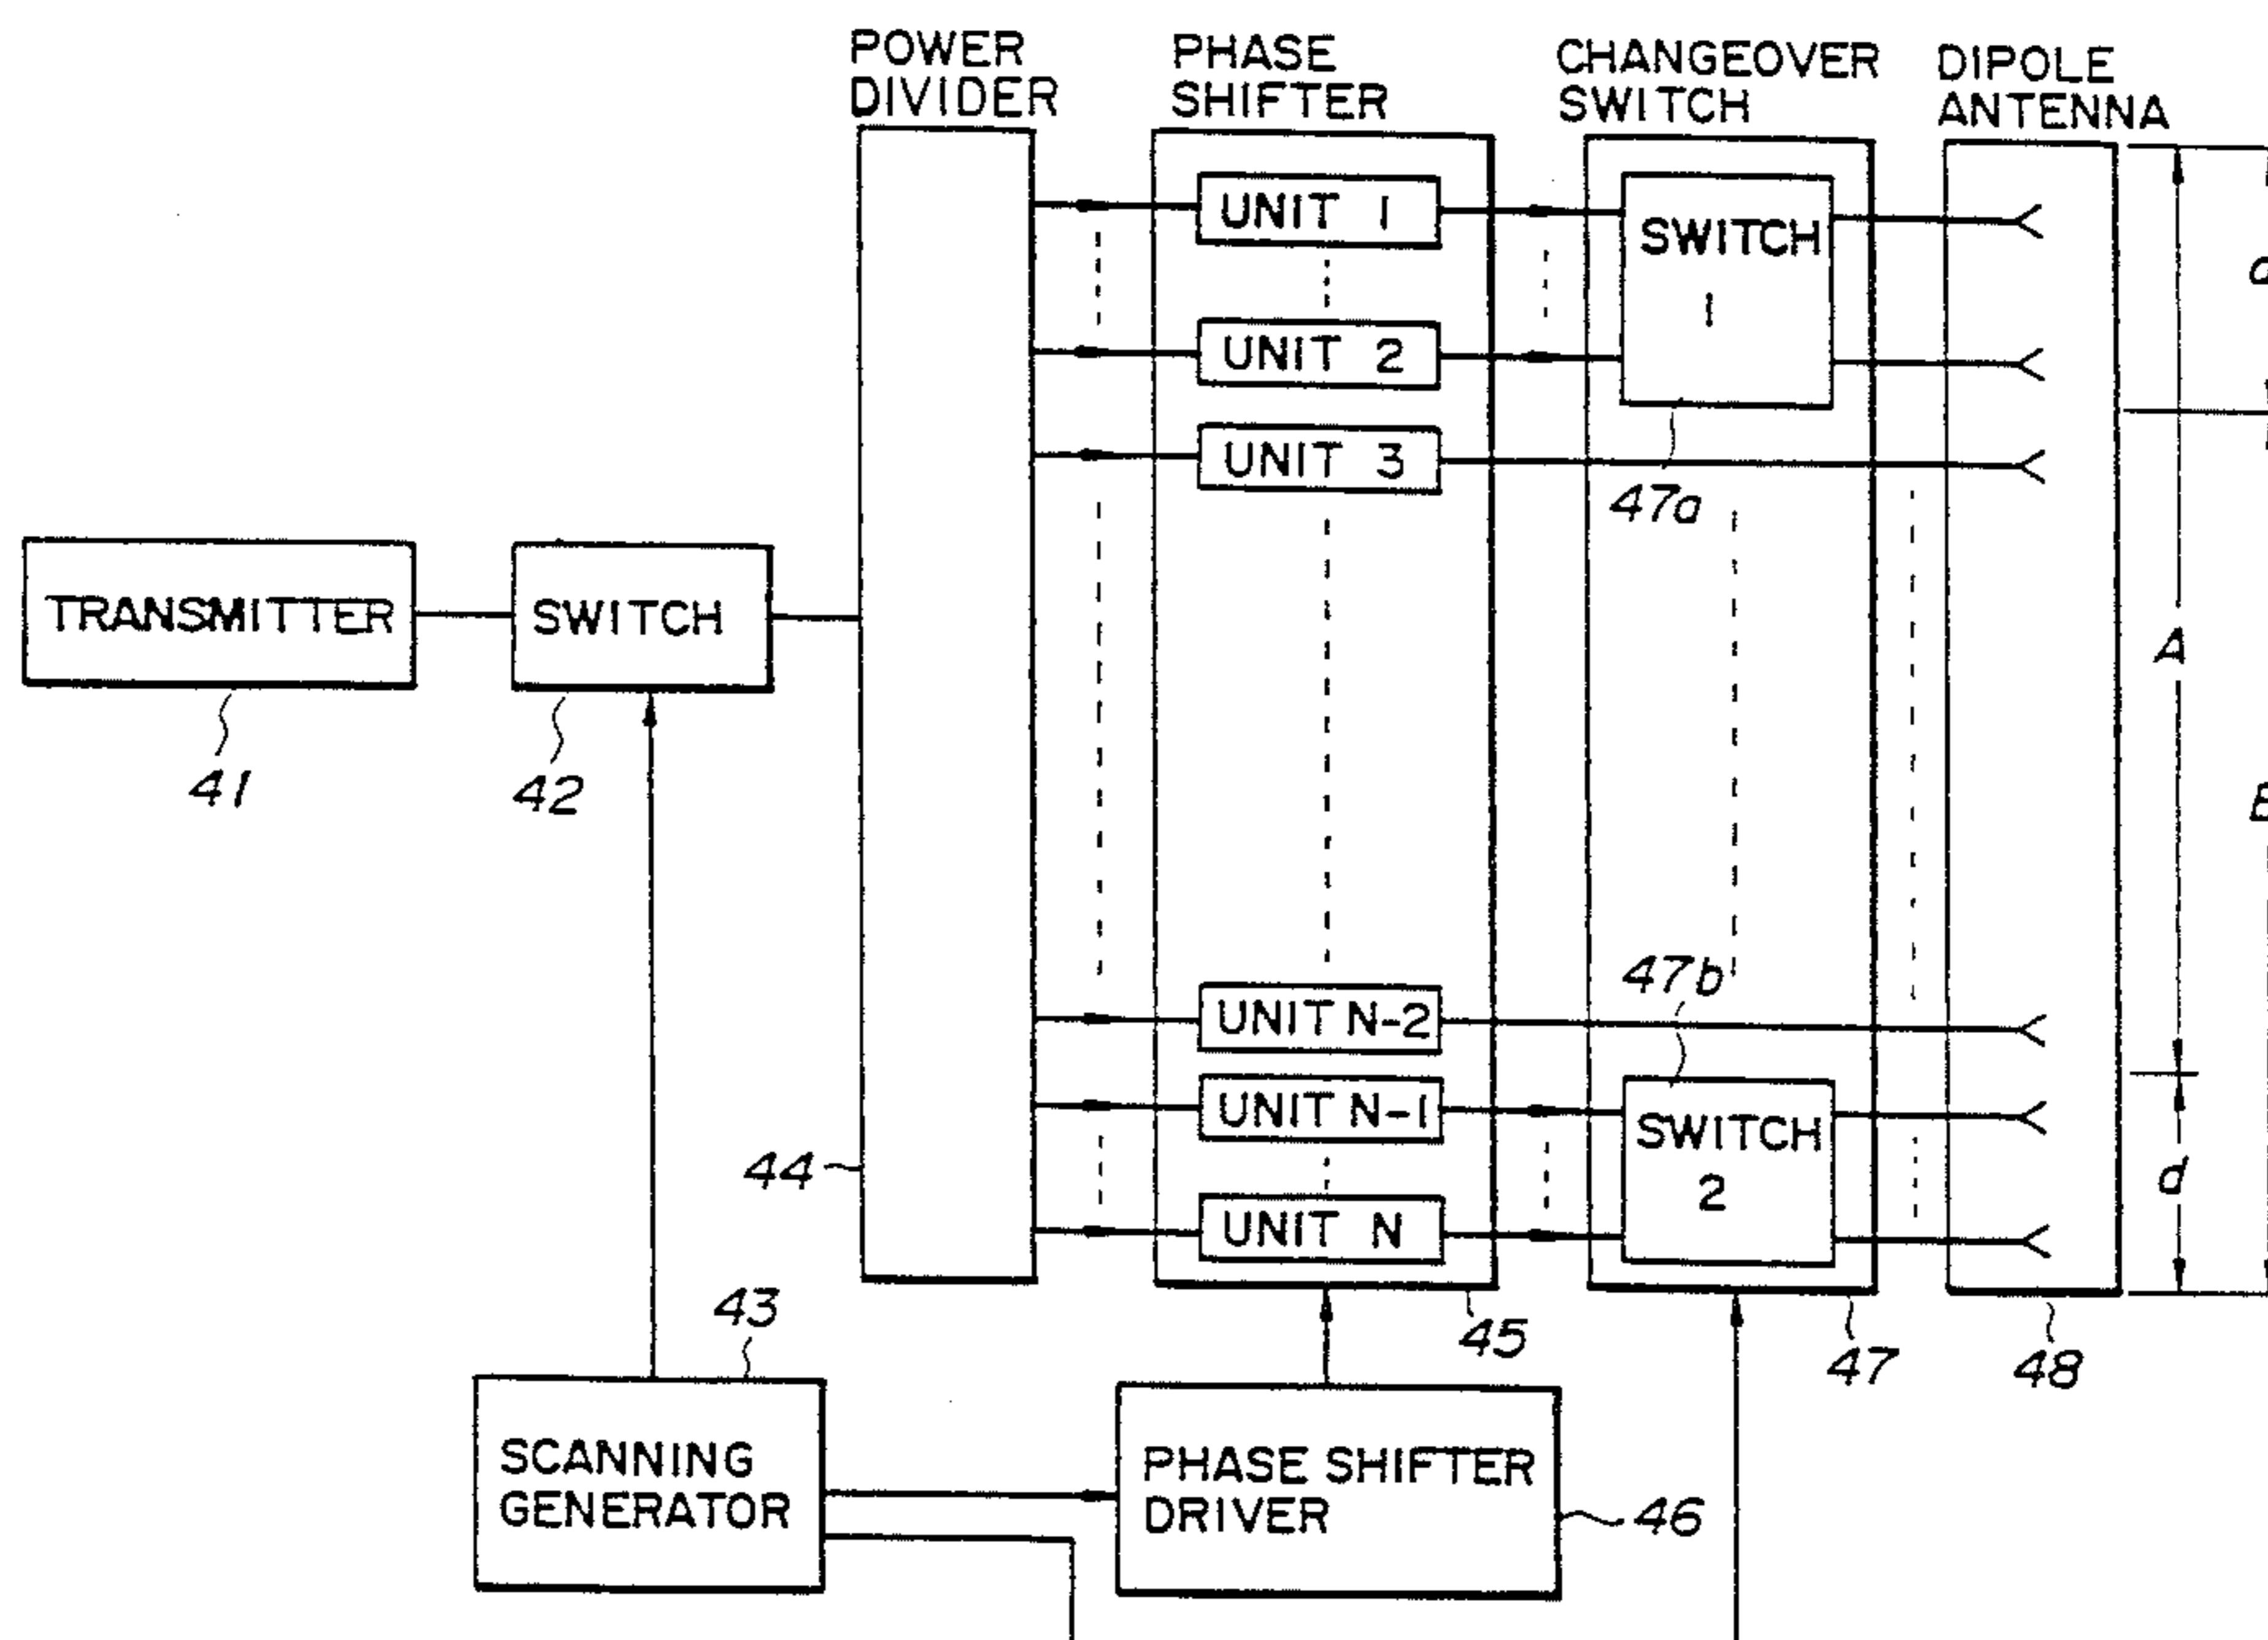 POWER
DIVIDER
PHASE
SHIFTER
CHANGEOVER
SWITCH
DIPOLE
ANTENNA
UNIT 1
SWITCH
1
UNIT 2
UNIT 3
47a
TRANSMITTER
SWITCH
A
41
42
47b
UNIT N-2
UNIT N-1
SWITCH
2
44
d
UNIT N
43
45
47
48
SCANNING
GENERATOR
PHASE SHIFTER
DRIVER
46